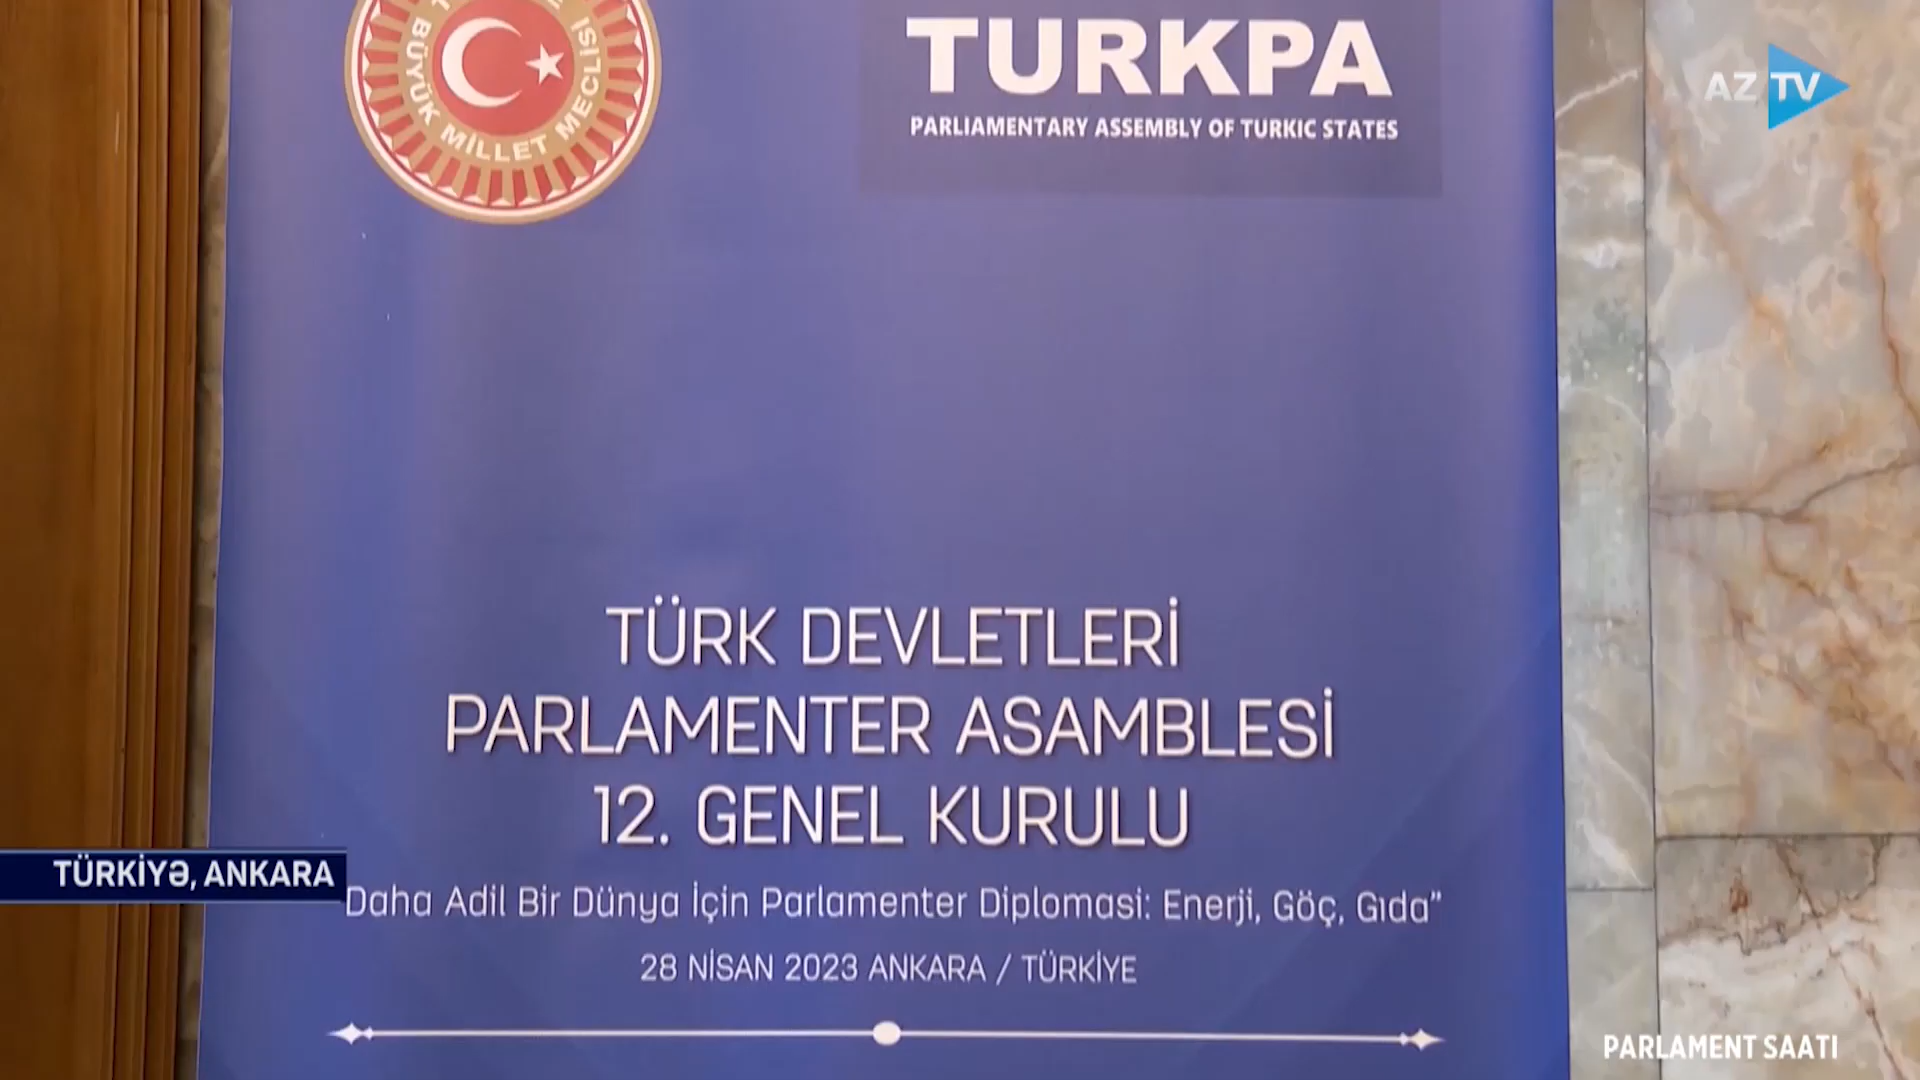 BÜYÜK MİLLET MECLİSİ
TURKPA
PARLIAMENTARY ASSEMBLY OF TURKIC STATES
AZTV
TÜRK DEVLETLERİ
PARLAMENTER ASAMBLESİ
12. GENEL KURULU
TÜRKİYƏ, ANKARA
Daha Adil Bir Dünya İçin Parlamenter Diplomasi: Enerji, Göç, Gıda”
28 NİSAN 2023 ANKARA / TÜRKİYE
PARLAMENT SAATI